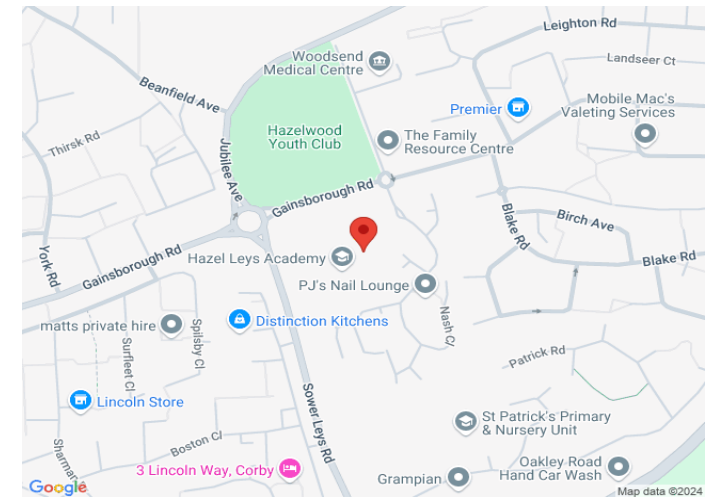 Leighton Rd
Woodsend
Medical Centre
Landseer Ct
Beanfield Ave
Premier
Mobile Mac's
Valeting Services
Hazelwood
Youth Club
The Family
Resource Centre
Thirsk Rd
Jubilee Ave
Gainsborough Rd
Blake Rd
Birch Ave
Blake Rd
York Rd
Gainsborough Rd
Hazel Leys Academy
PJ's Nail Lounge
Nash Cl
matts private hire
Distinction Kitchens
Spilsby Cl
Surfleet Cl
Patrick Rd
Lincoln Store
Sower Leys Rd
St Patrick's Primary
& Nursery Unit
Boston Cl
Sharman
3 Lincoln Way, Corby
Grampian
Oakley Road
Hand Car Wash
Google
Map data ©2024